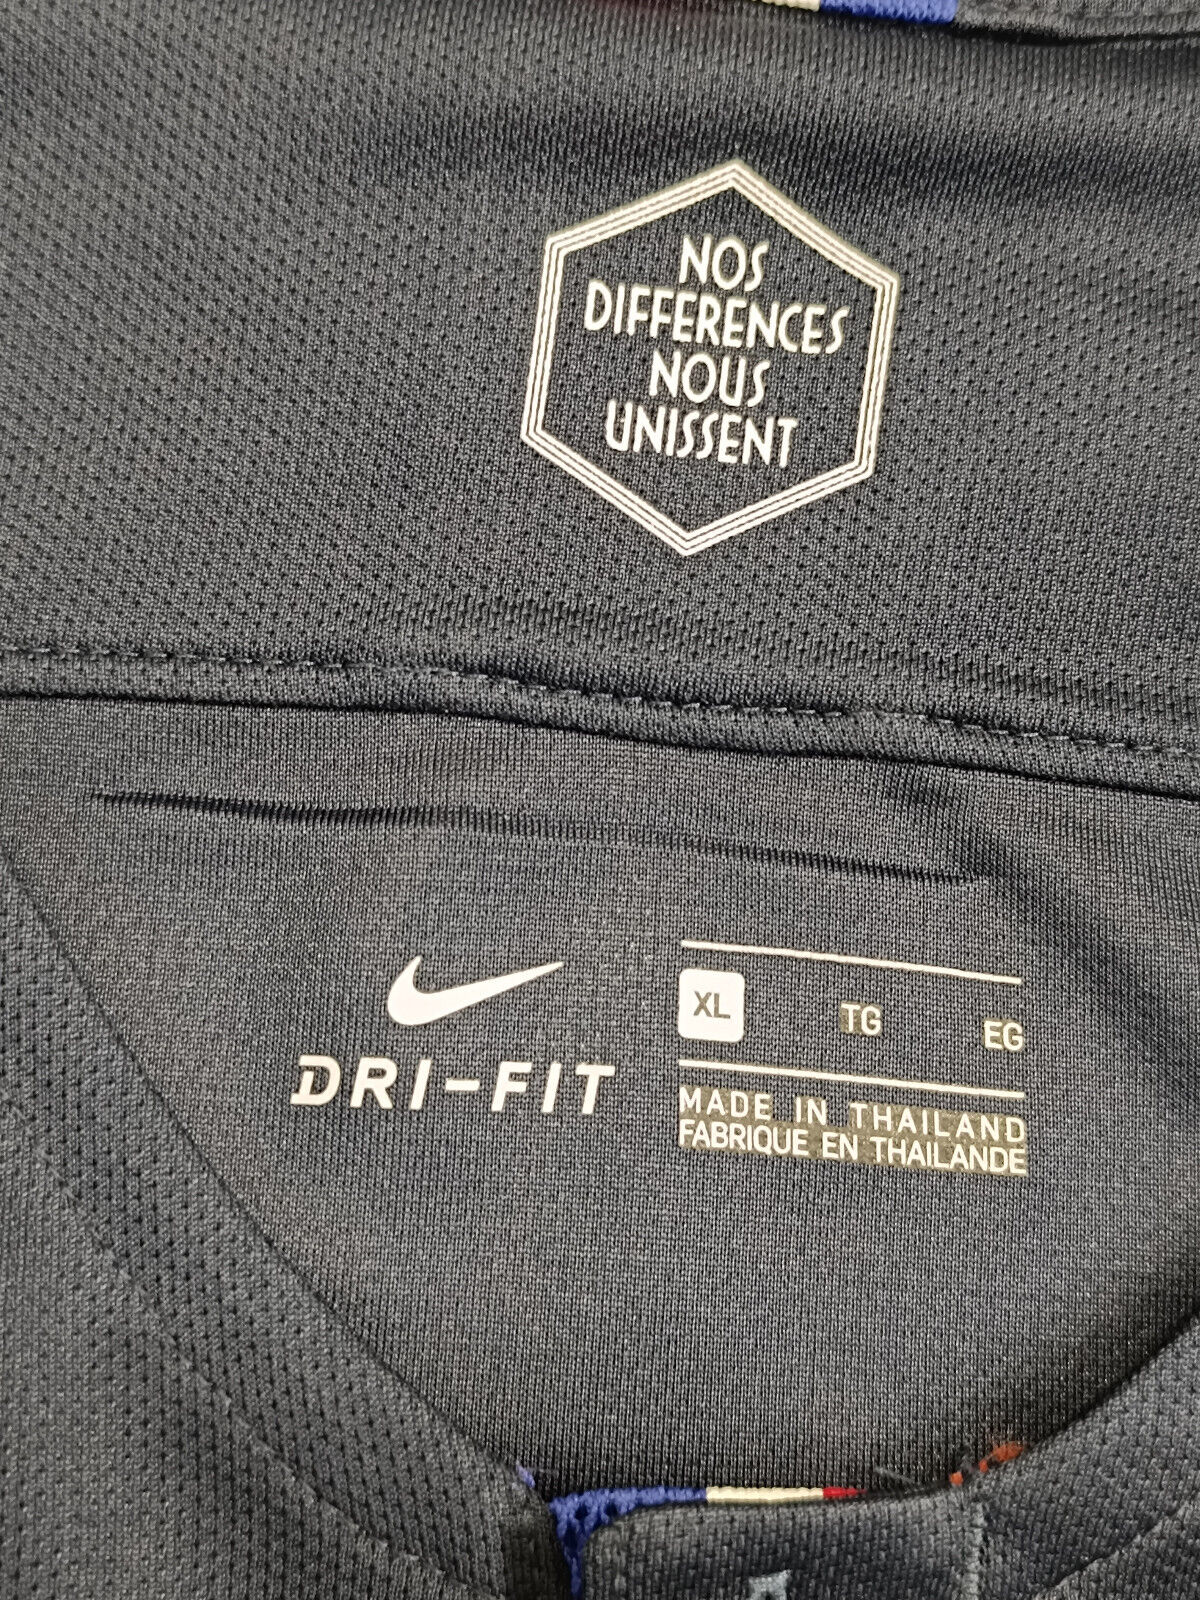 NOS
DIFFERENCES
NOUS
UNISSENT
DRI-FIT
XL TG EG
MADE IN THAILAND
FABRIQUE EN THAILANDE